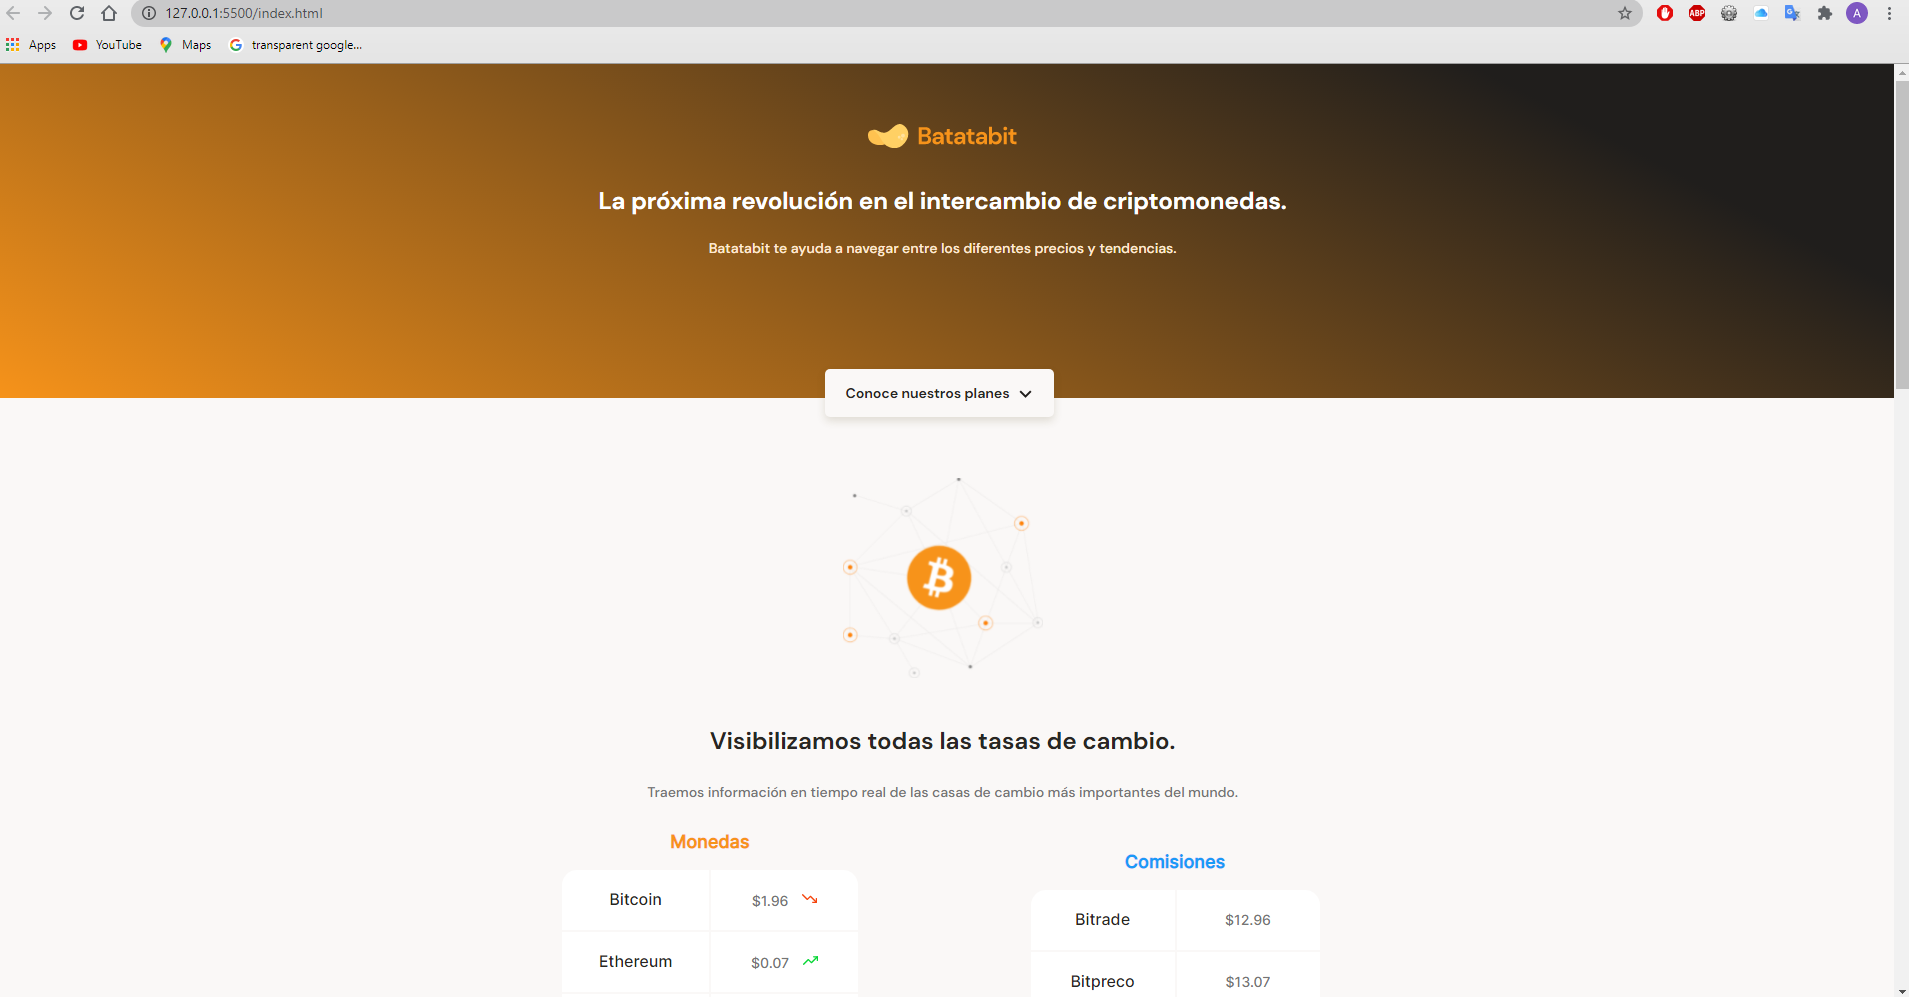 127.0.0.1:5500/index.html
ABP
G
A
Apps
YouTube
Maps
transparent google...
Batatabit
La próxima revolución en el intercambio de criptomonedas.
Batatabit te ayuda a navegar entre los diferentes precios y tendencias.
Conoce nuestros planes
Visibilizamos todas las tasas de cambio.
Traemos información en tiempo real de las casas de cambio más importantes del mundo.
Monedas
Bitcoin $1.96
Ethereum $0.07
Comisiones
Bitrade $12.96
Bitpreco $13.07